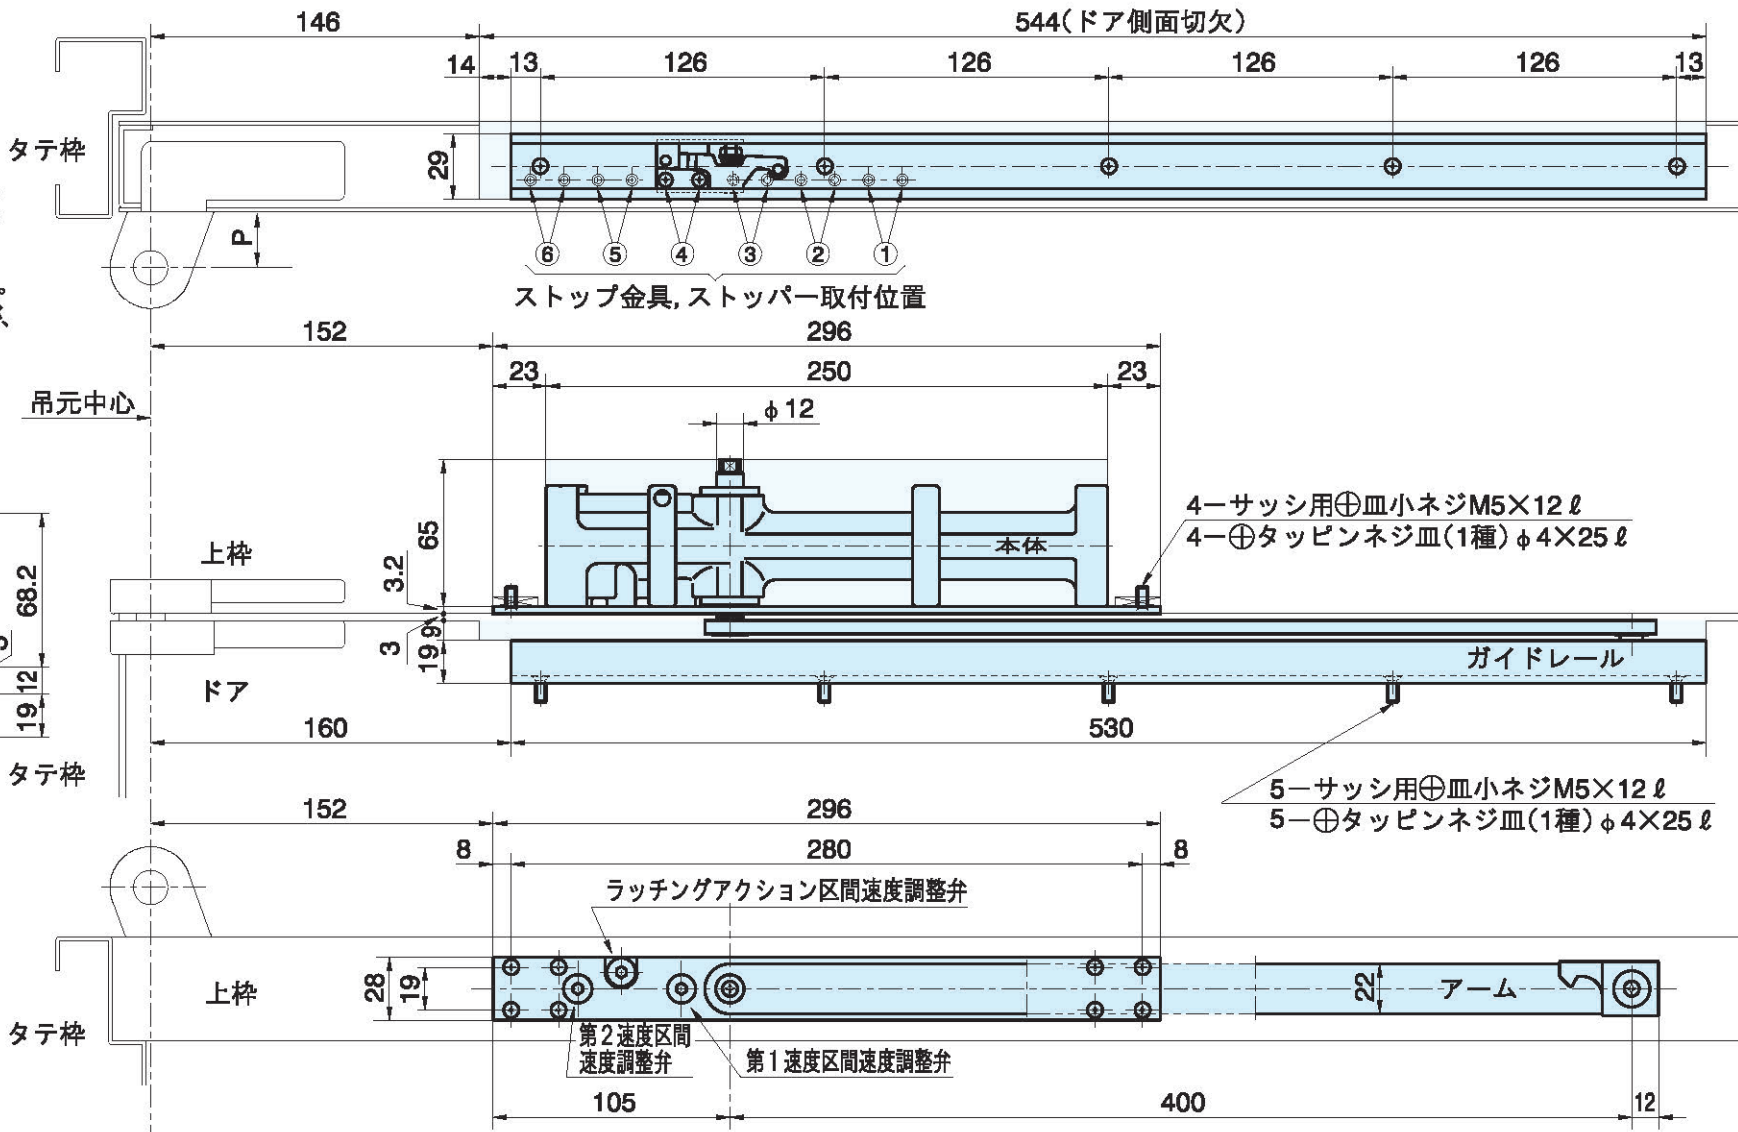 146
544(ドア側面切欠)
14
13
126
126
126
126
13
タテ枠
29
P
⑥
⑤
④
③
②
①
ストップ金具,ストッパー取付位置
152
296
23
250
23
吊元中心
φ12
65
本体
4−サッシ用⊕皿小ネジM5×12ℓ
4−⊕タッピンネジ皿(1種)φ4×25ℓ
上枠
3.2
68.2
3
9
19
12
19
ガイドレール
ドア
160
530
タテ枠
5−サッシ用⊕皿小ネジM5×12ℓ
5−⊕タッピンネジ皿(1種)φ4×25ℓ
152
296
8
280
8
ラッチングアクション区間速度調整弁
上枠
28
19
22
アーム
タテ枠
第2速度区間
速度調整弁
第1速度区間速度調整弁
105
400
12